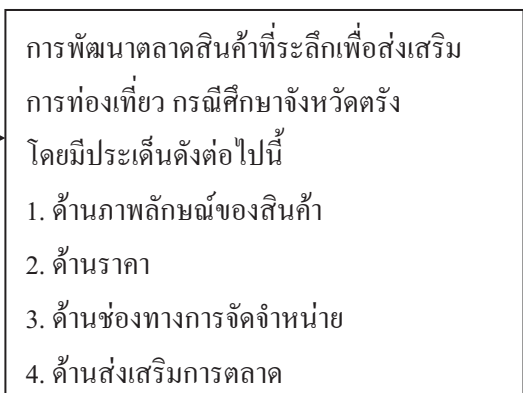 การพัฒนาตลาดสินค้าที่ระลึกเพื่อส่งเสริม
การท่องเที่ยว กรณีศึกษาจังหวัดตรัง
โดยมีประเด็นดังต่อไปนี้
1. ด้านภาพลักษณ์ของสินค้า
2. ด้านราคา
3. ด้านช่องทางการจัดจำหน่าย
4. ด้านส่งเสริมการตลาด